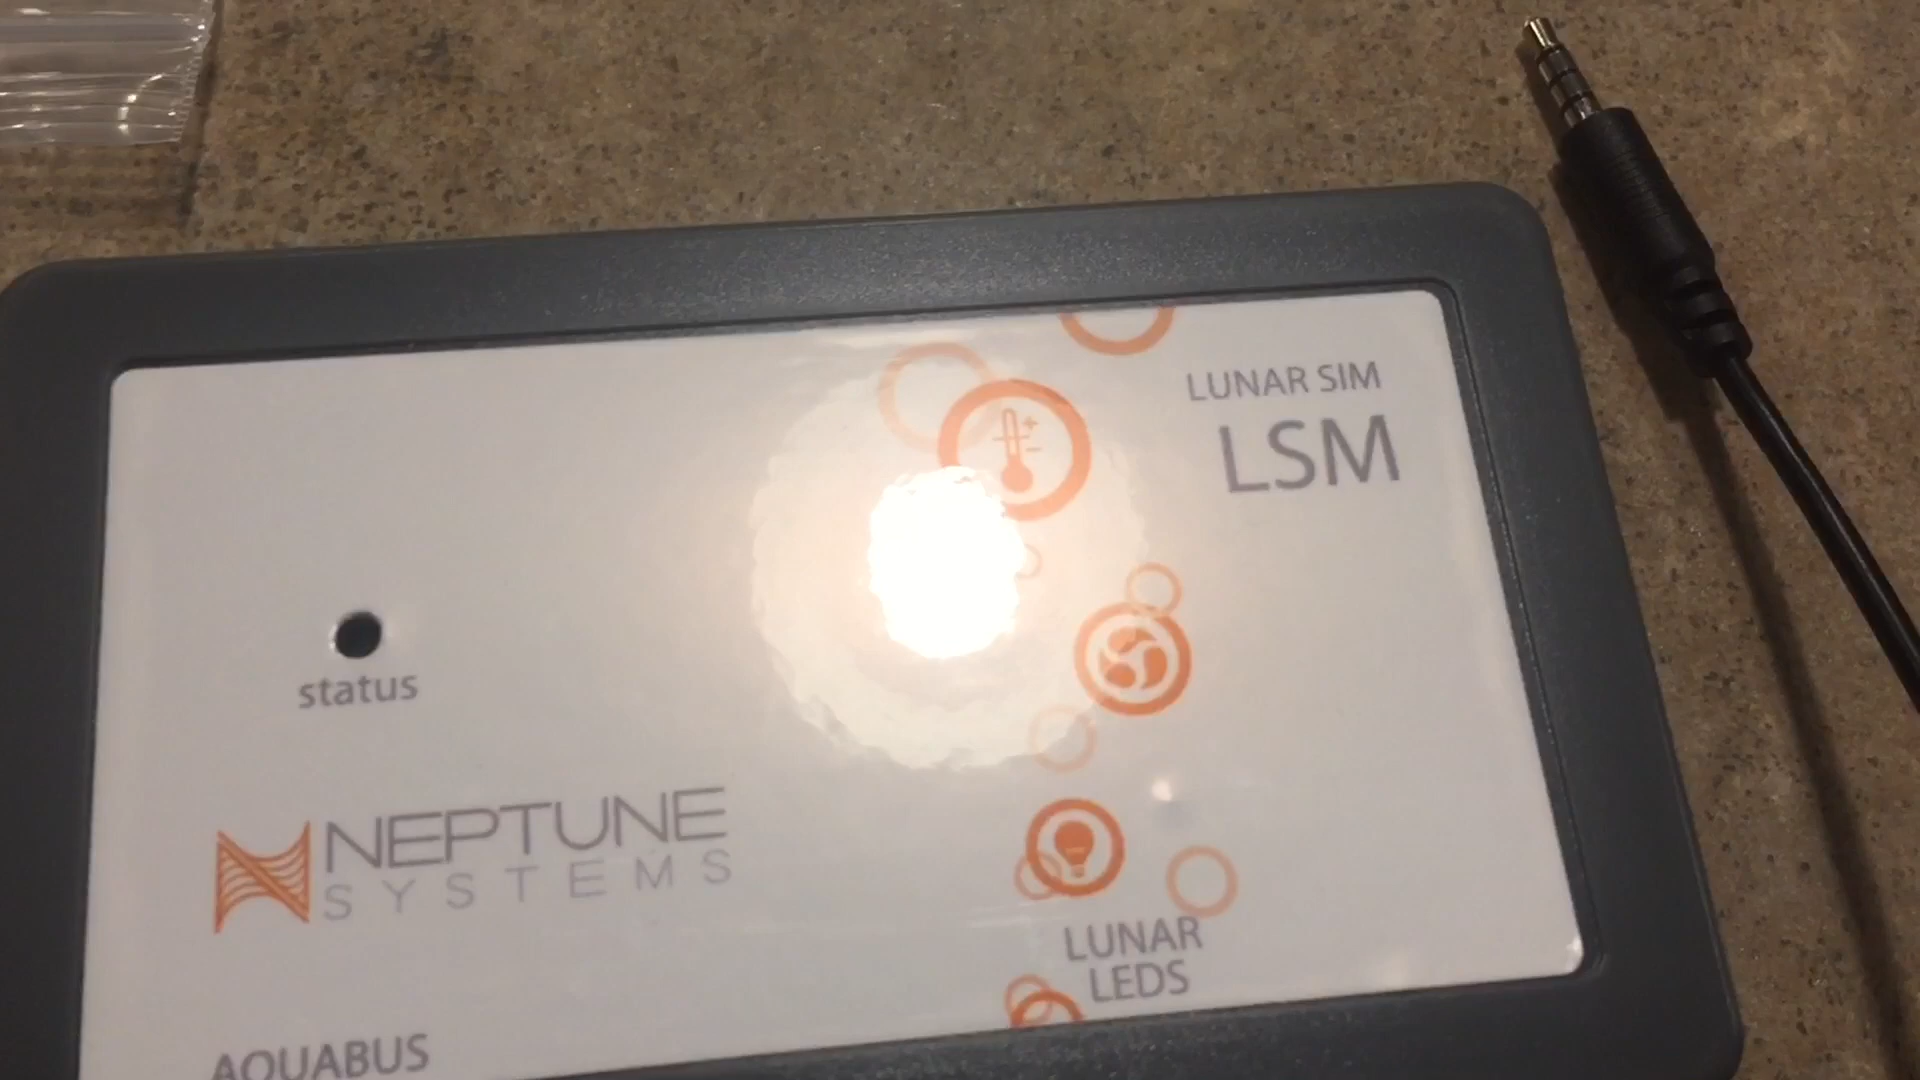 LUNAR SIM
LSM
status
NEPTUNE
SYSTEMS
LUNAR
LEDS
AQUABUS